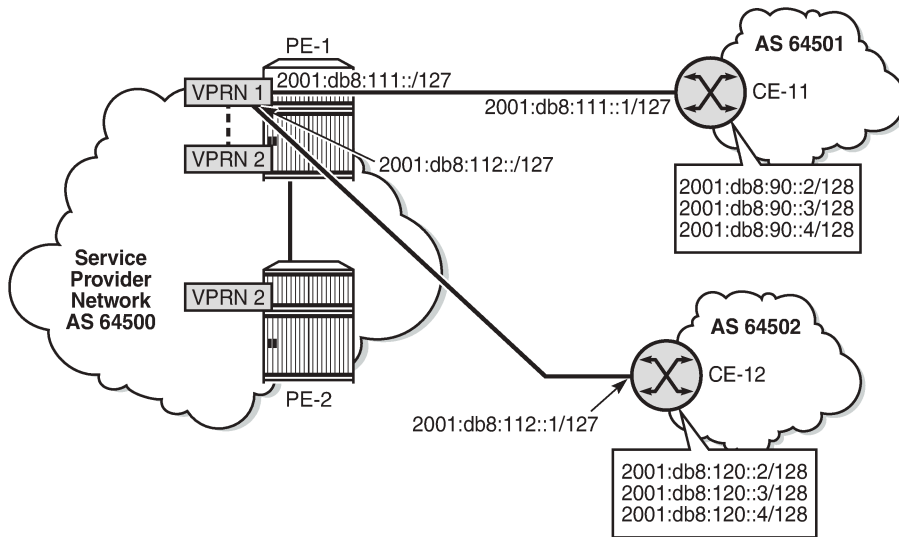 PE-1
AS 64501
VPRN 1
2001:db8:111::/127
2001:db8:111::1/127
CE-11
VPRN 2
2001:db8:112::/127
2001:db8:90::2/128
2001:db8:90::3/128
2001:db8:90::4/128
Service
Provider
Network
AS 64500
VPRN 2
PE-2
AS 64502
CE-12
2001:db8:112::1/127
2001:db8:120::2/128
2001:db8:120::3/128
2001:db8:120::4/128